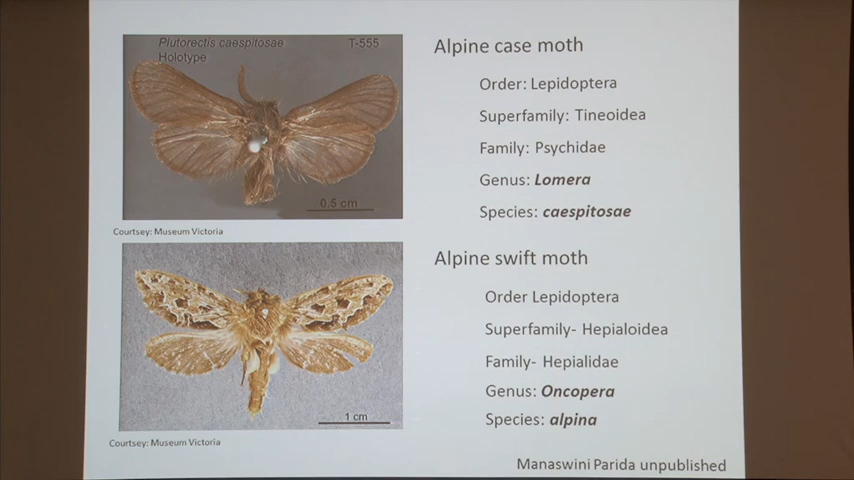 Plutorectis caespitosae T-555
Holotype
0.5 cm
Courtsey: Museum Victoria
Alpine case moth
Order: Lepidoptera
Superfamily: Tineoidea
Family: Psychidae
Genus: Lomera
Species: caespitosae
1 cm
Courtsey: Museum Victoria
Alpine swift moth
Order Lepidoptera
Superfamily- Hepialoidea
Family- Hepialidae
Genus: Oncopera
Species: alpina
Manaswini Parida unpublished